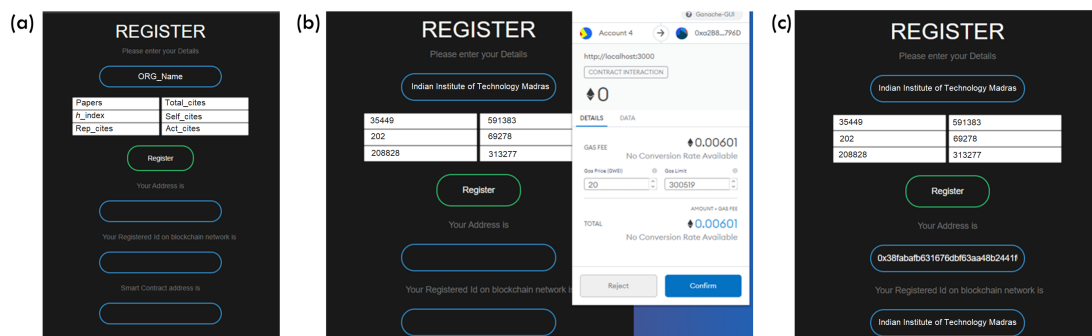 (a)
REGISTER
Please enter your Details
ORG_Name
Papers Total_cites
h_index Self_cites
Rep_cites Act_cites
Register
Your Address is
Your Registered Id on blockchain network is
Smart Contract address is
(b)
REGISTER
Please enter your Details
Indian Institute of Technology Madras
35449 591383
202 69278
208828 313277
Register
Your Address is
Your Registered Id on blockchain network is
Ganache-GUI
Account 4 0xa2B8...796D
http://localhost:3000
CONTRACT INTERACTION
0
DETAILS DATA
GAS FEE 0.00601
No Conversion Rate Available
Gas Price (GWEI) Gas Limit
20 300519
AMOUNT + GAS FEE
TOTAL 0.00601
No Conversion Rate Available
Reject Confirm
(c)
REGISTER
Please enter your Details
Indian Institute of Technology Madras
35449 591383
202 69278
208828 313277
Register
Your Address is
0x38fabafb631676dbf63aa48b2441f
Your Registered Id on blockchain network is
Indian Institute of Technology Madras